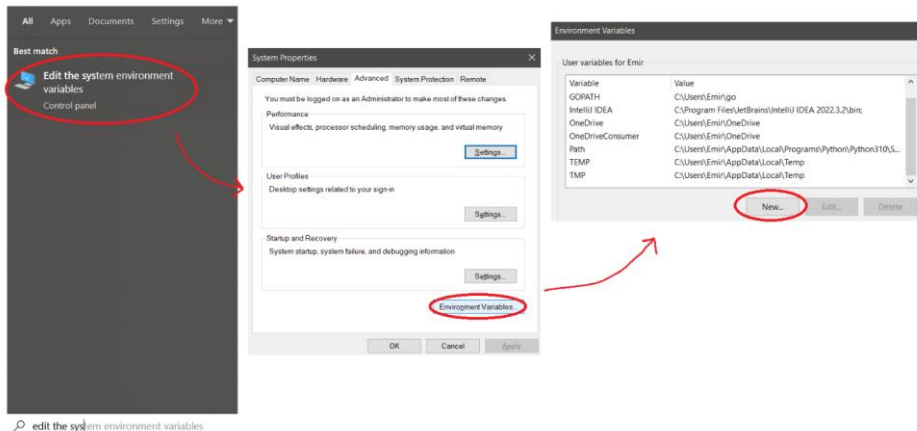 All Apps Documents Settings More
Best match
Edit the system environment
variables
Control panel
edit the system environment variables
System Properties
Computer Name Hardware Advanced System Protection Remote
You must be logged on as an Administrator to make most of these changes.
Performance
Visual effects, processor scheduling, memory usage, and virtual memory
Settings...
User Profiles
Desktop settings related to your sign-in
Settings...
Startup and Recovery
System startup, system failure, and debugging information
Settings...
Environment Variables...
OK Cancel Apply
Environment Variables
User variables for Emir
Variable Value
GOPATH C:\Users\Emir\go
IntelliJ IDEA C:\Program Files\JetBrains\IntelliJ IDEA 2022.3.2\bin;
OneDrive C:\Users\Emir\OneDrive
OneDriveConsumer C:\Users\Emir\OneDrive
Path C:\Users\Emir\AppData\Local\Programs\Python\Python310\S...
TEMP C:\Users\Emir\AppData\Local\Temp
TMP C:\Users\Emir\AppData\Local\Temp
New... Edit... Delete